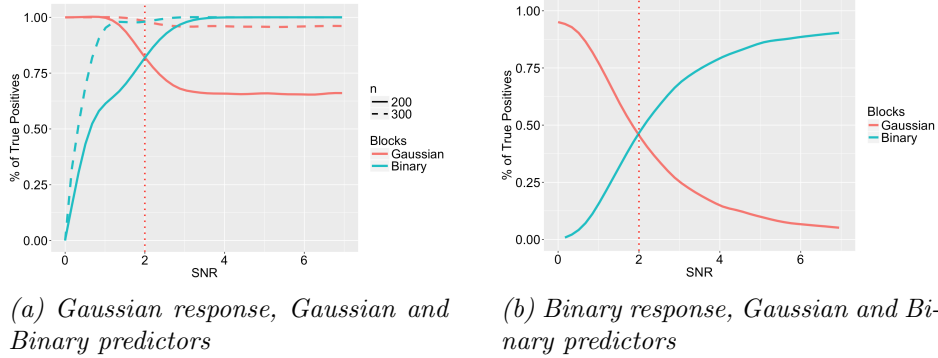 % of True Positives
1.00
0.75
0.50
0.25
0.00
0
2
4
6
SNR
n
200
300
Blocks
Gaussian
Binary
(a) Gaussian response, Gaussian and
Binary predictors
% of True Positives
1.00
0.75
0.50
0.25
0.00
0
2
4
6
SNR
Blocks
Gaussian
Binary
(b) Binary response, Gaussian and Bi-
nary predictors